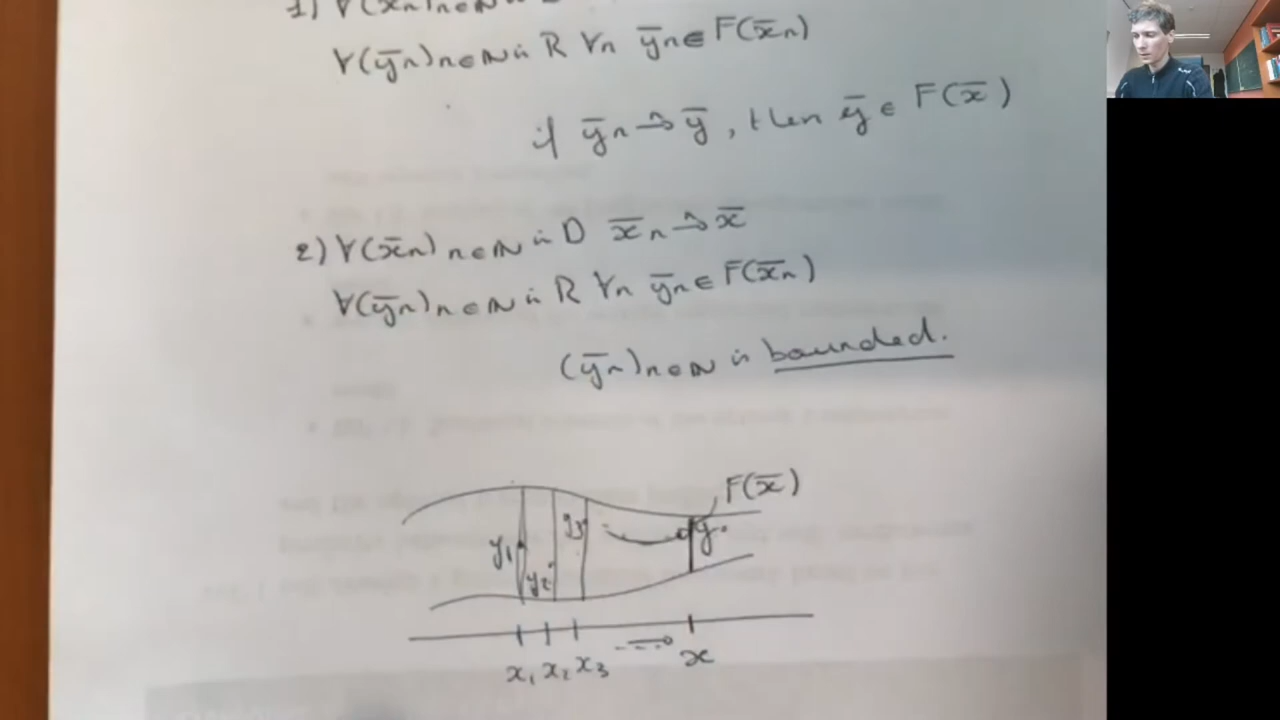 1) ∀(x̄n)n∈ℕ
∀(ȳn)n∈ℕ in R ∀n ȳn ∈ F(x̄n)
if ȳn → ȳ, then ȳ ∈ F(x̄)
2) ∀(x̄n)n∈ℕ in D x̄n → x̄
∀(ȳn)n∈ℕ in R ∀n ȳn ∈ F(x̄n)
(ȳn)n∈ℕ is bounded.
F(x̄)
y1 y2 y3 y
x1 x2 x3 x